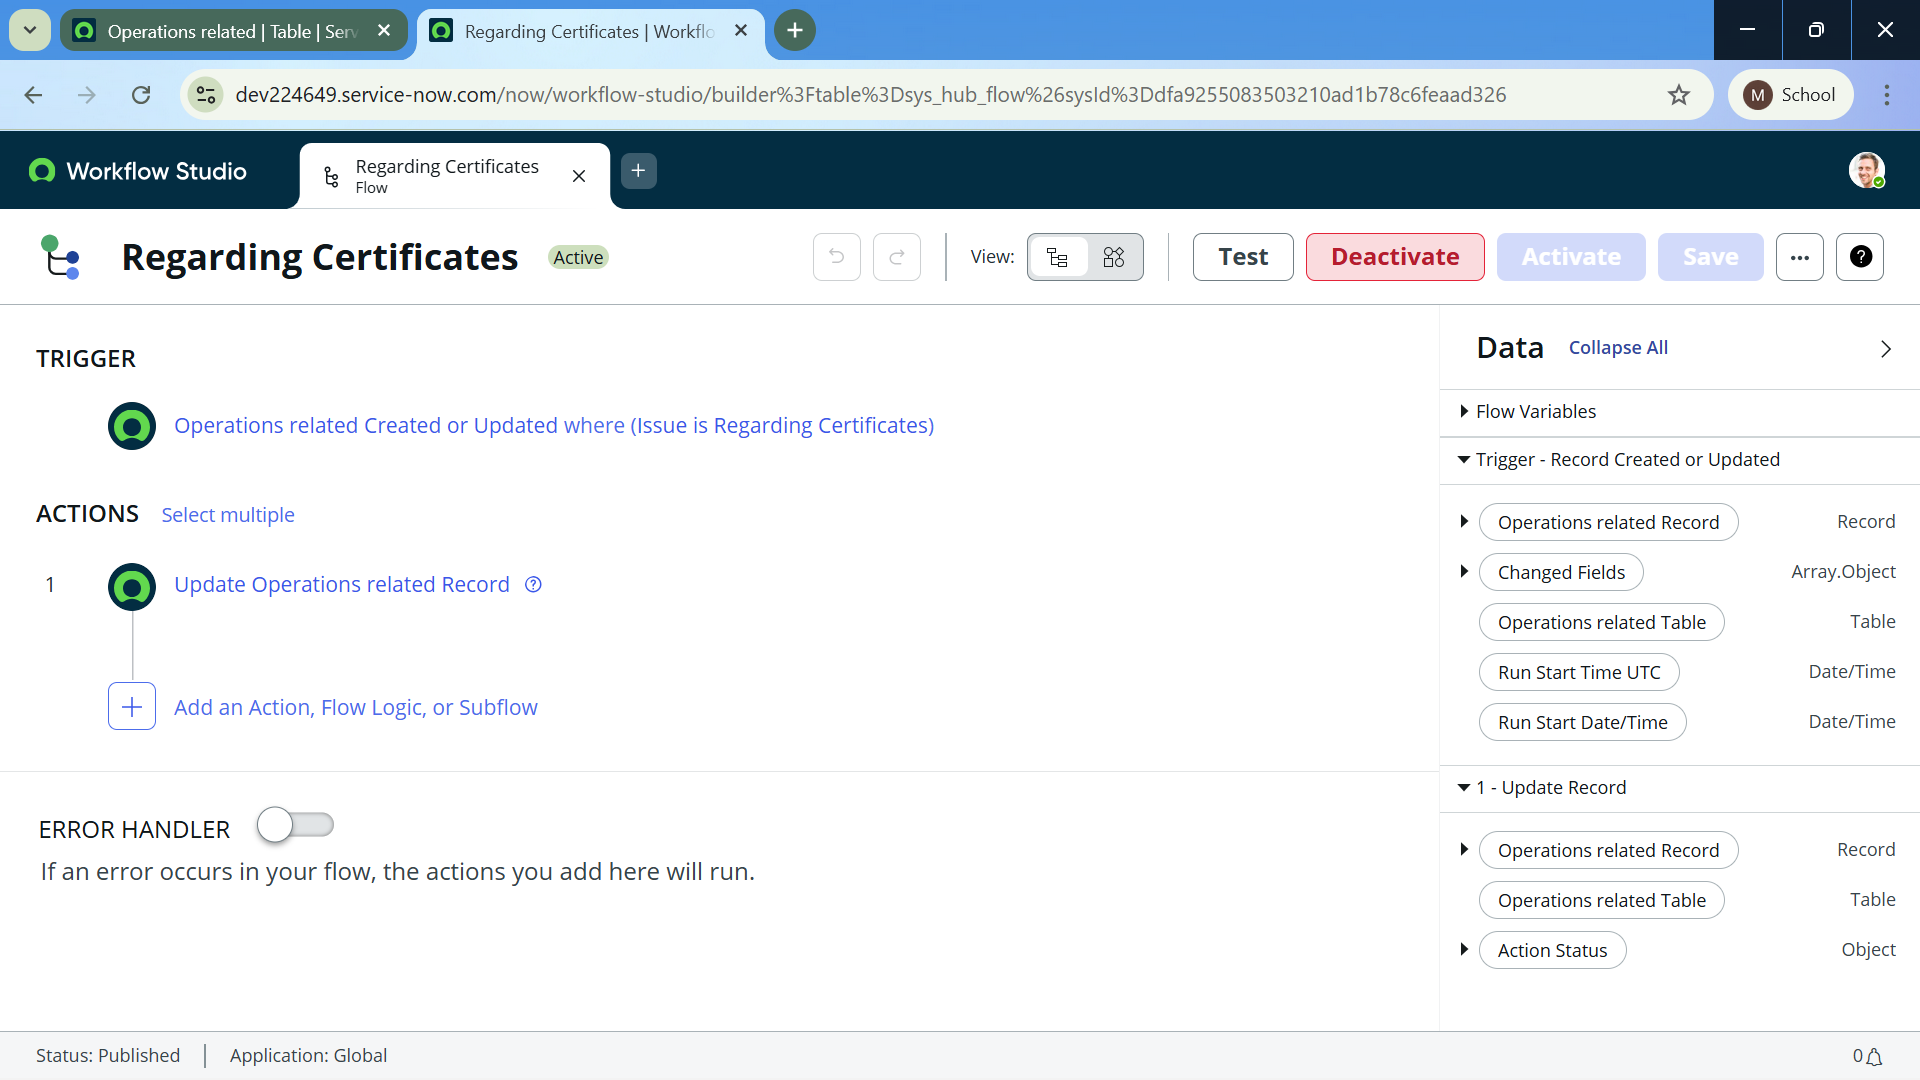 Operations related | Table | Serv
Regarding Certificates | Workflo
dev224649.service-now.com/now/workflow-studio/builder%3Ftable%3Dsys_hub_flow%26sysId%3Ddfa9255083503210ad1b78c6feaad326
M School
Workflow Studio
Regarding Certificates
Flow
Regarding Certificates
Active
View:
Test
Deactivate
Activate
Save
TRIGGER
Operations related Created or Updated where (Issue is Regarding Certificates)
ACTIONS Select multiple
1 Update Operations related Record
Add an Action, Flow Logic, or Subflow
ERROR HANDLER
If an error occurs in your flow, the actions you add here will run.
Data Collapse All
Flow Variables
Trigger - Record Created or Updated
Operations related Record Record
Changed Fields Array.Object
Operations related Table Table
Run Start Time UTC Date/Time
Run Start Date/Time Date/Time
1 - Update Record
Operations related Record Record
Operations related Table Table
Action Status Object
Status: Published | Application: Global
0